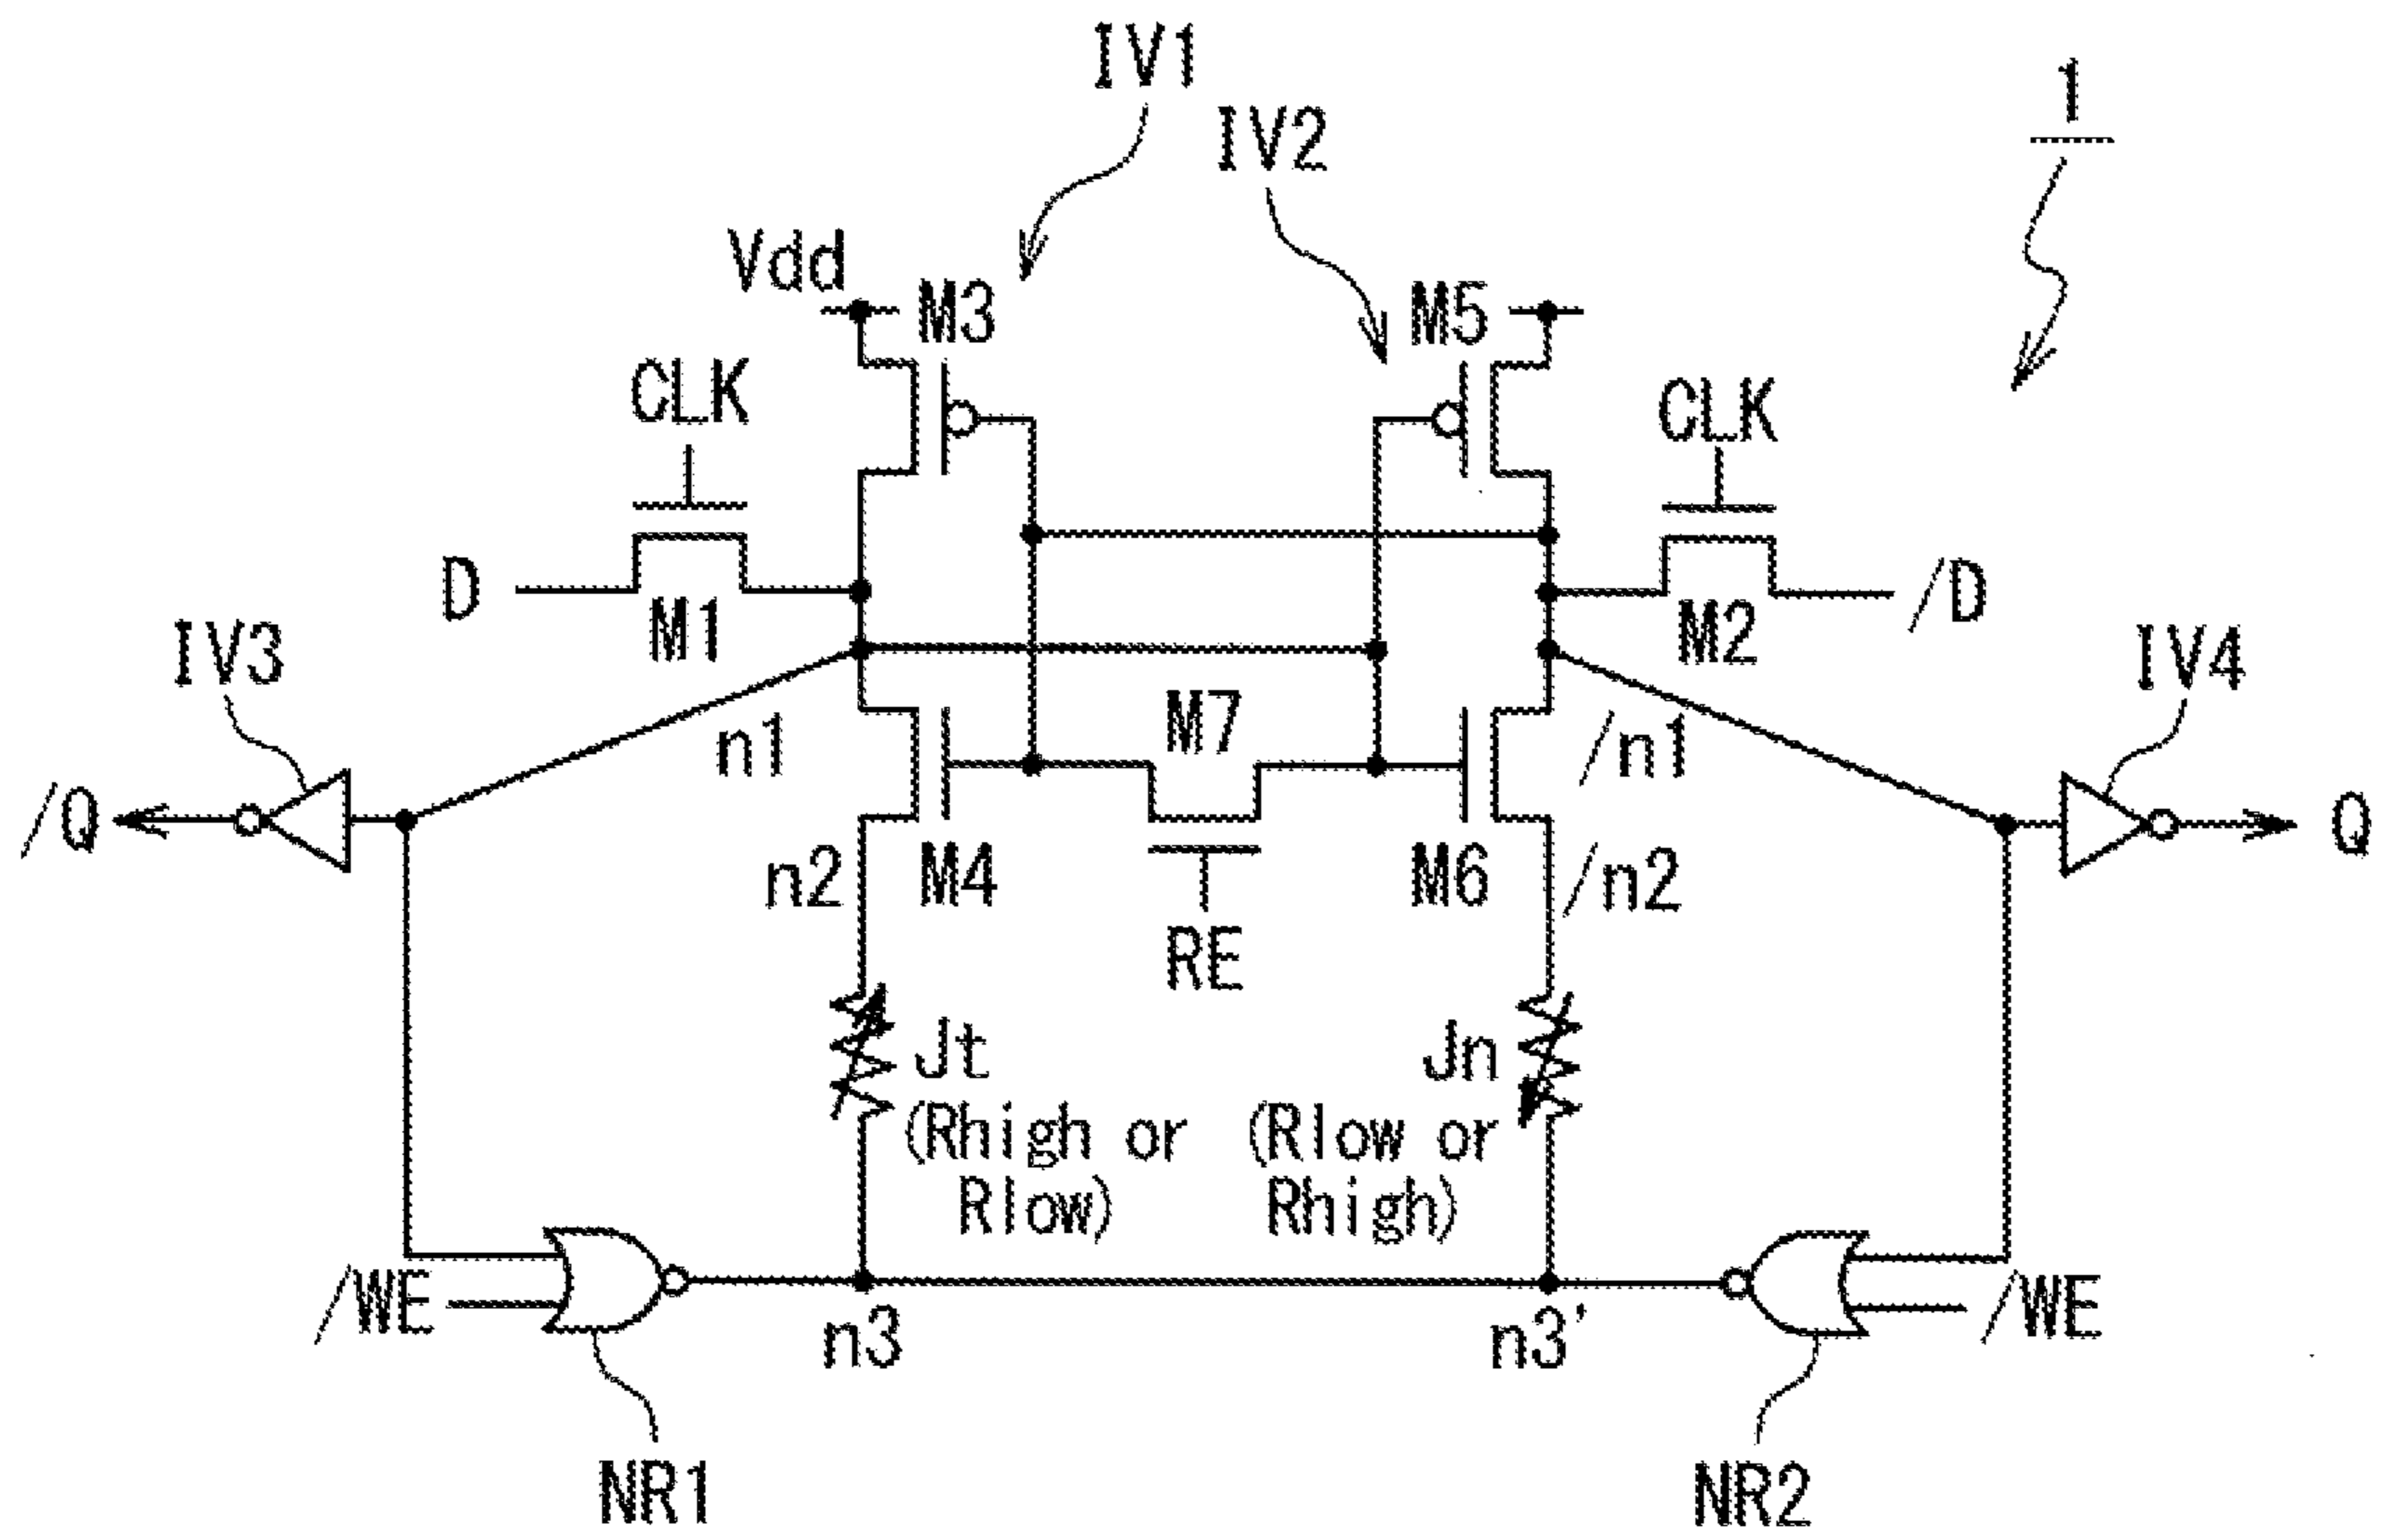 IV1
1
IV2
Vdd
M3
M5
CLK
CLK
D
M1
M2
/D
IV3
IV4
n1
M7
/n1
/Q
Q
n2
M4
M6
/n2
RE
Jt
Jn
(Rhigh or
(Rlow or
Rlow)
Rhigh)
/WE
/WE
n3
n3'
NR1
NR2